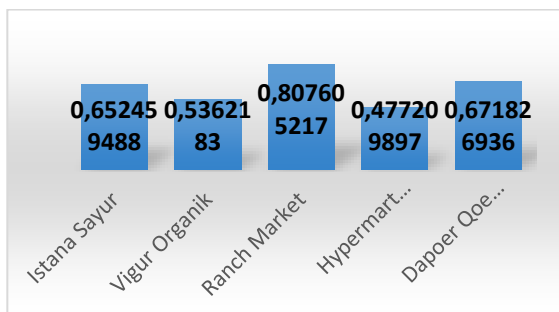 0,65245
9488
0,53621
83
0,80760
5217
0,47720
9897
0,67182
6936
Istana Sayur
Vigur Organik
Ranch Market
Hypermart...
Dapoer Qoe...